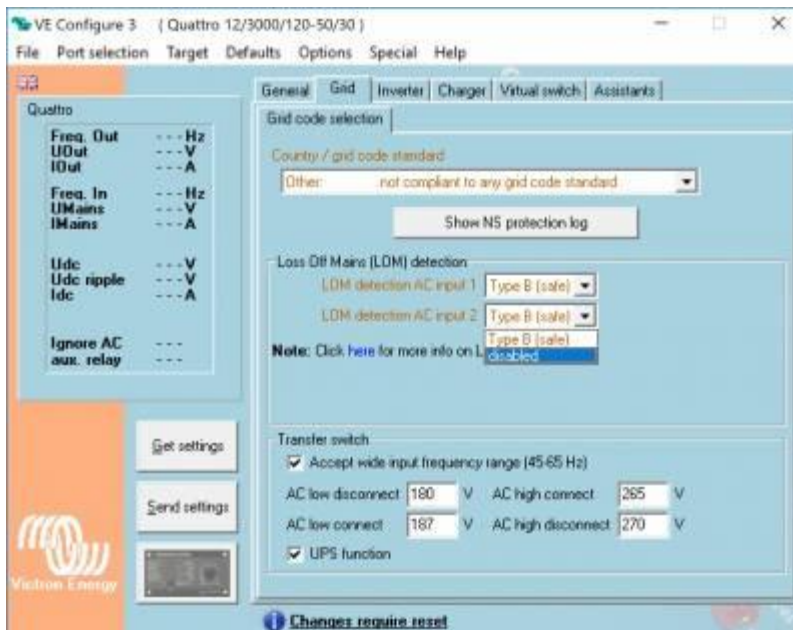 VE Configure 3 ( Quattro 12/3000/120-50/30 )
File Port selection Target Defaults Options Special Help
General Grid Inverter Charger Virtual switch Assistants
Quattro
Grid code selection
Freq. Out ---Hz
UOut ---V
IOut ---A
Freq. In ---Hz
UMains ---V
IMains ---A
Udc ---V
Udc ripple ---V
Idc ---A
Ignore AC ---
aux. relay ---
Country / grid code standard
Other: not compliant to any grid code standard
Show NS protection log
Loss Off Mains (LOM) detection
LOM detection AC input 1 Type B (safe)
LOM detection AC input 2 Type B (safe)
Type B (safe)
disabled
Note: Click here for more info on L
Get settings
Send settings
Transfer switch
Accept wide input frequency range (45-65 Hz)
AC low disconnect 180 V AC high connect 265 V
AC low connect 187 V AC high disconnect 270 V
UPS function
Victron Energy
Changes require reset